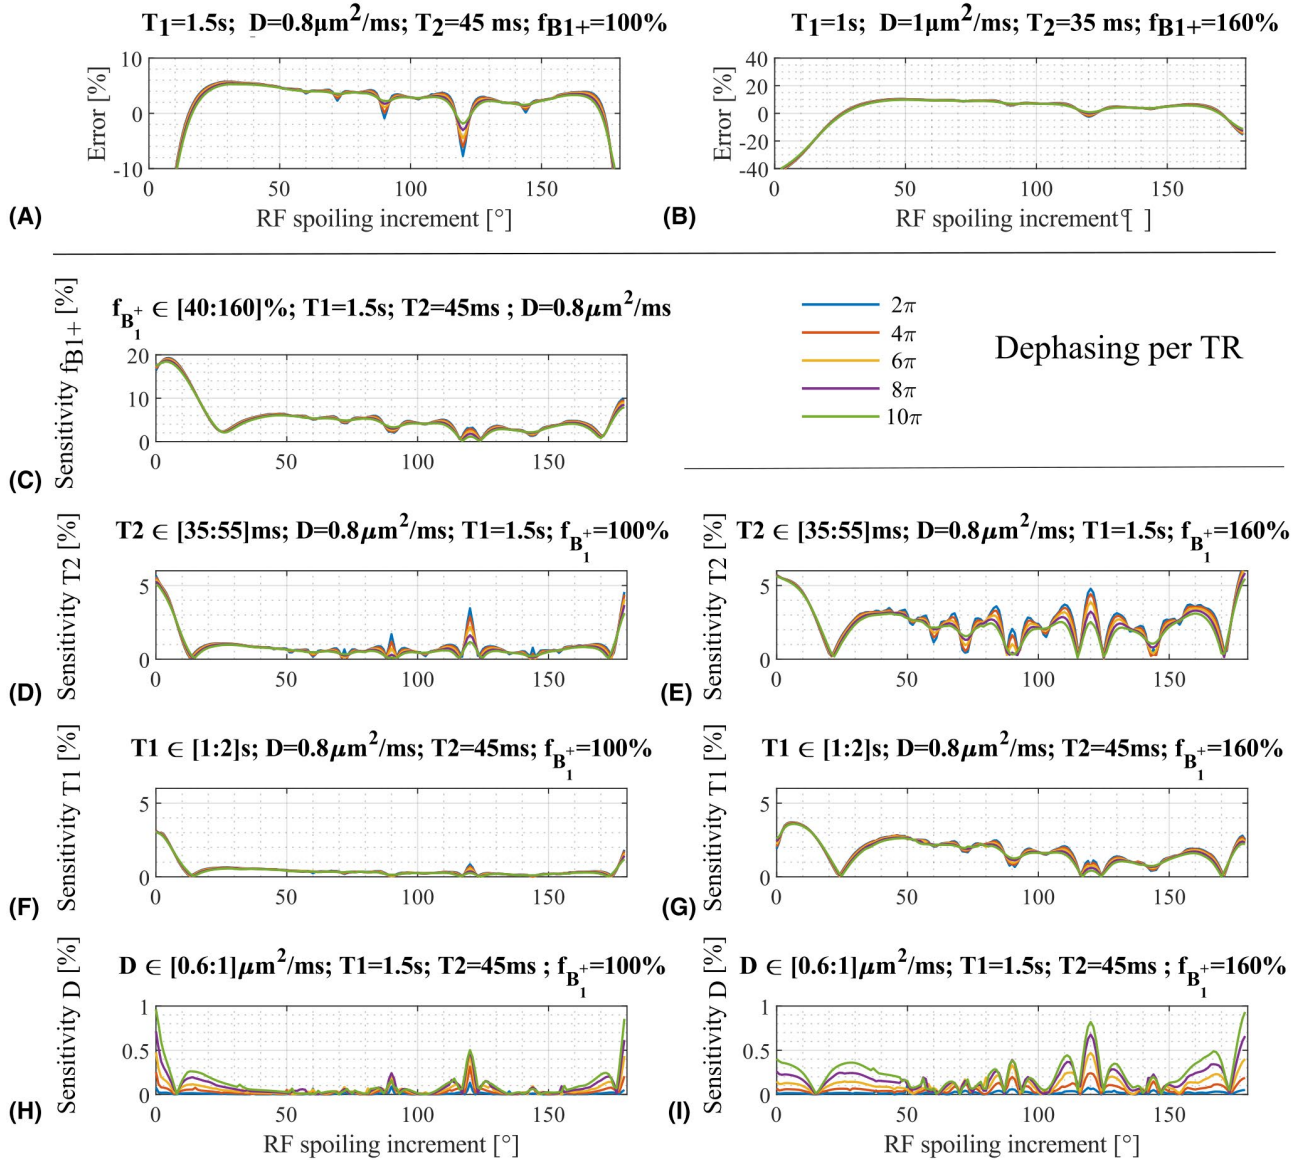 T1=1.5s; D=0.8µm2/ms; T2=45 ms; fB1+=100%
Error [%]
10
0
-10
0 50 100 150
RF spoiling increment [°]
(A)
T1=1s; D=1µm2/ms; T2=35 ms; fB1+=160%
Error [%]
40
20
0
-20
-40
0 50 100 150
RF spoiling increment[ ]
(B)
Sensitivity fB1+ [%]
fB1+ ∈ [40:160]%; T1=1.5s; T2=45ms ; D=0.8µm2/ms
20
10
0
0 50 100 150
(C)
2π
4π
6π
8π
10π
Dephasing per TR
Sensitivity T2 [%]
T2 ∈ [35:55]ms; D=0.8µm2/ms; T1=1.5s; fB1+=100%
5
0
0 50 100 150
(D)
Sensitivity T2 [%]
T2 ∈ [35:55]ms; D=0.8µm2/ms; T1=1.5s; fB1+=160%
5
0
0 50 100 150
(E)
Sensitivity T1 [%]
T1 ∈ [1:2]s; D=0.8µm2/ms; T2=45ms; fB1+=100%
5
0
0 50 100 150
(F)
Sensitivity T1 [%]
T1 ∈ [1:2]s; D=0.8µm2/ms; T2=45ms; fB1+=160%
5
0
0 50 100 150
(G)
Sensitivity D [%]
D ∈ [0.6:1]µm2/ms; T1=1.5s; T2=45ms ; fB1+=100%
1
0.5
0
0 50 100 150
RF spoiling increment [°]
(H)
Sensitivity D [%]
D ∈ [0.6:1]µm2/ms; T1=1.5s; T2=45ms ; fB1+=160%
1
0.5
0
0 50 100 150
RF spoiling increment [°]
(I)